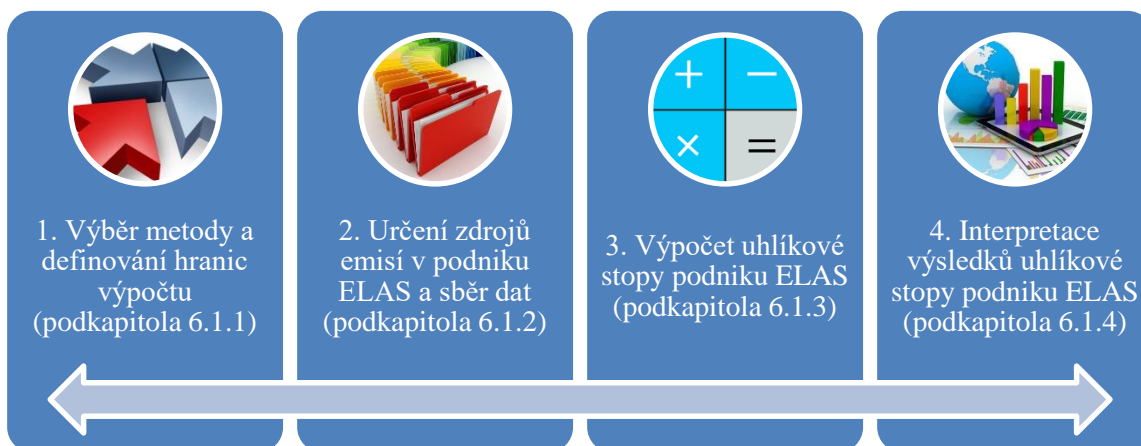 1. Výběr metody a
definování hranic
výpočtu
(podkapitola 6.1.1)
2. Určení zdrojů
emisí v podniku
ELAS a sběr dat
(podkapitola 6.1.2)
3. Výpočet uhlíkové
stopy podniku ELAS
(podkapitola 6.1.3)
4. Interpretace
výsledků uhlíkové
stopy podniku ELAS
(podkapitola 6.1.4)